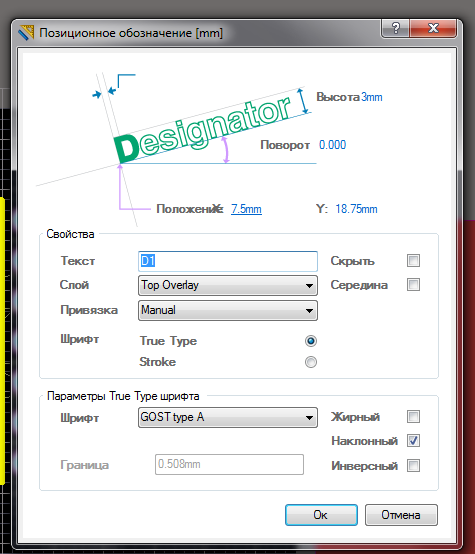 Позиционное обозначение [mm]
Designator
Высота 3mm
Поворот 0.000
Положение X: 7.5mm Y: 18.75mm
Свойства
Текст D1 Скрыть
Слой Top Overlay Середина
Привязка Manual
Шрифт True Type
Stroke
Параметры True Type шрифта
Шрифт GOST type A Жирный
Наклонный
Граница 0.508mm Инверсный
Ок Отмена